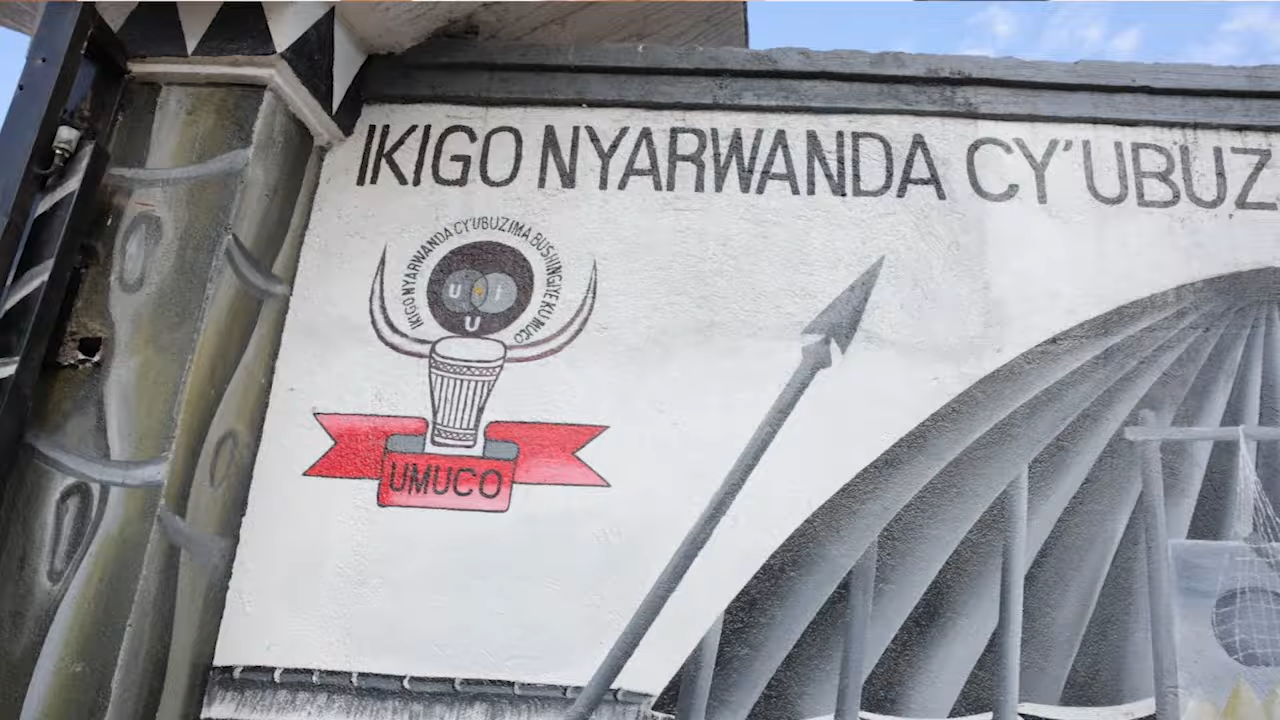 IKIGO NYARWANDA CY'UBUZ
IKIGO NYARWANDA CY'UBUZIMA BUSHINGIYE KU MUCO
U i
U
UMUCO